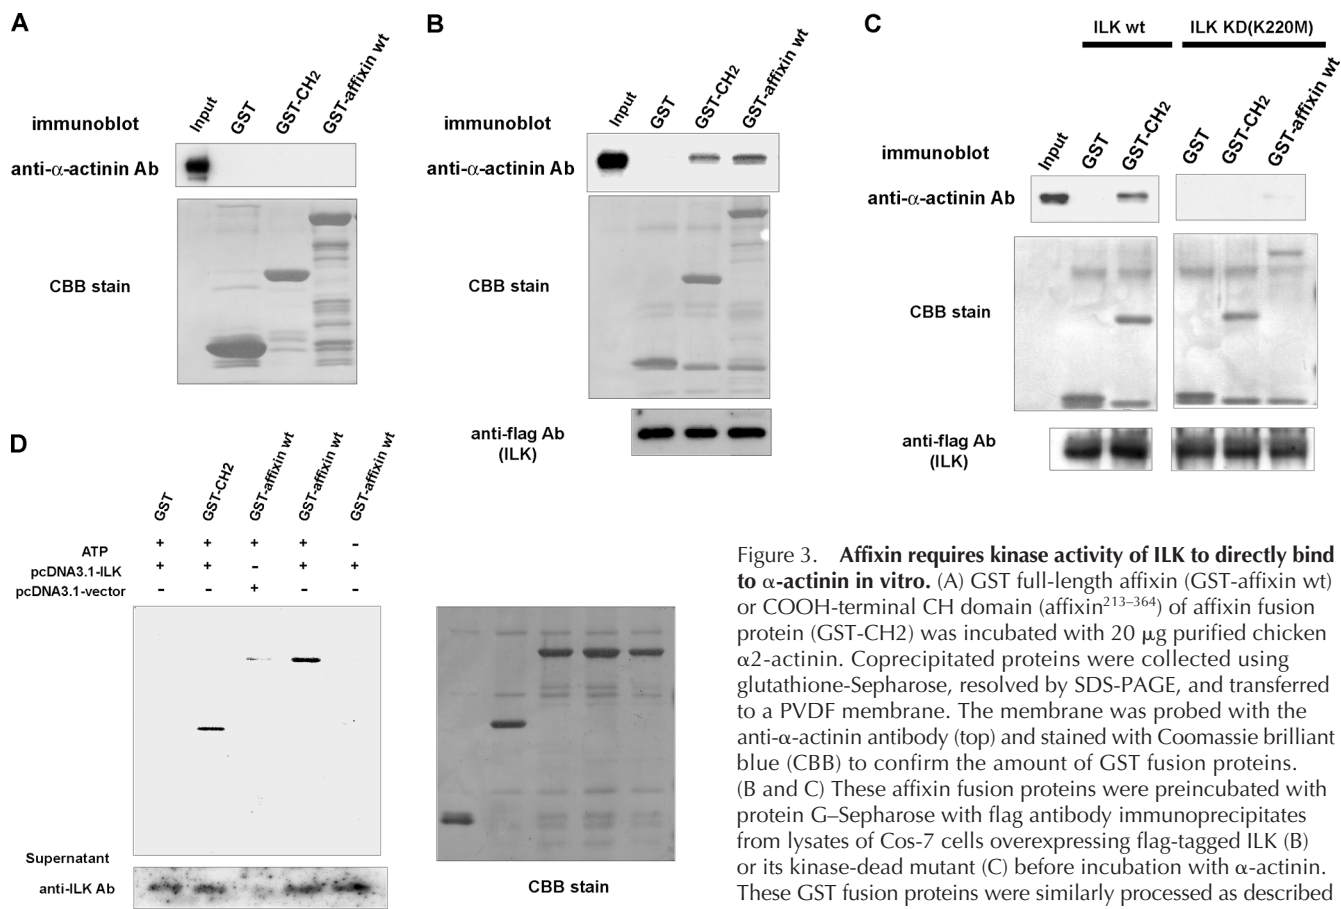 A
Input
GST
GST-CH2
GST-affixin wt
immunoblot
anti-α-actinin Ab
CBB stain
B
Input
GST
GST-CH2
GST-affixin wt
immunoblot
anti-α-actinin Ab
CBB stain
anti-flag Ab
(ILK)
C
ILK wt
ILK KD(K220M)
Input
GST
GST-CH2
GST
GST-CH2
GST-affixin wt
immunoblot
anti-α-actinin Ab
CBB stain
anti-flag Ab
(ILK)
D
GST
GST-CH2
GST-affixin wt
GST-affixin wt
GST-affixin wt
ATP + + + + -
pcDNA3.1-ILK + + - + +
pcDNA3.1-vector - - + - -
Supernatant
anti-ILK Ab
CBB stain
Figure 3. Affixin requires kinase activity of ILK to directly bind
to α-actinin in vitro. (A) GST full-length affixin (GST-affixin wt)
or COOH-terminal CH domain (affixin213–364) of affixin fusion
protein (GST-CH2) was incubated with 20 μg purified chicken
α2-actinin. Coprecipitated proteins were collected using
glutathione-Sepharose, resolved by SDS-PAGE, and transferred
to a PVDF membrane. The membrane was probed with the
anti-α-actinin antibody (top) and stained with Coomassie brilliant
blue (CBB) to confirm the amount of GST fusion proteins.
(B and C) These affixin fusion proteins were preincubated with
protein G–Sepharose with flag antibody immunoprecipitates
from lysates of Cos-7 cells overexpressing flag-tagged ILK (B)
or its kinase-dead mutant (C) before incubation with α-actinin.
These GST fusion proteins were similarly processed as described